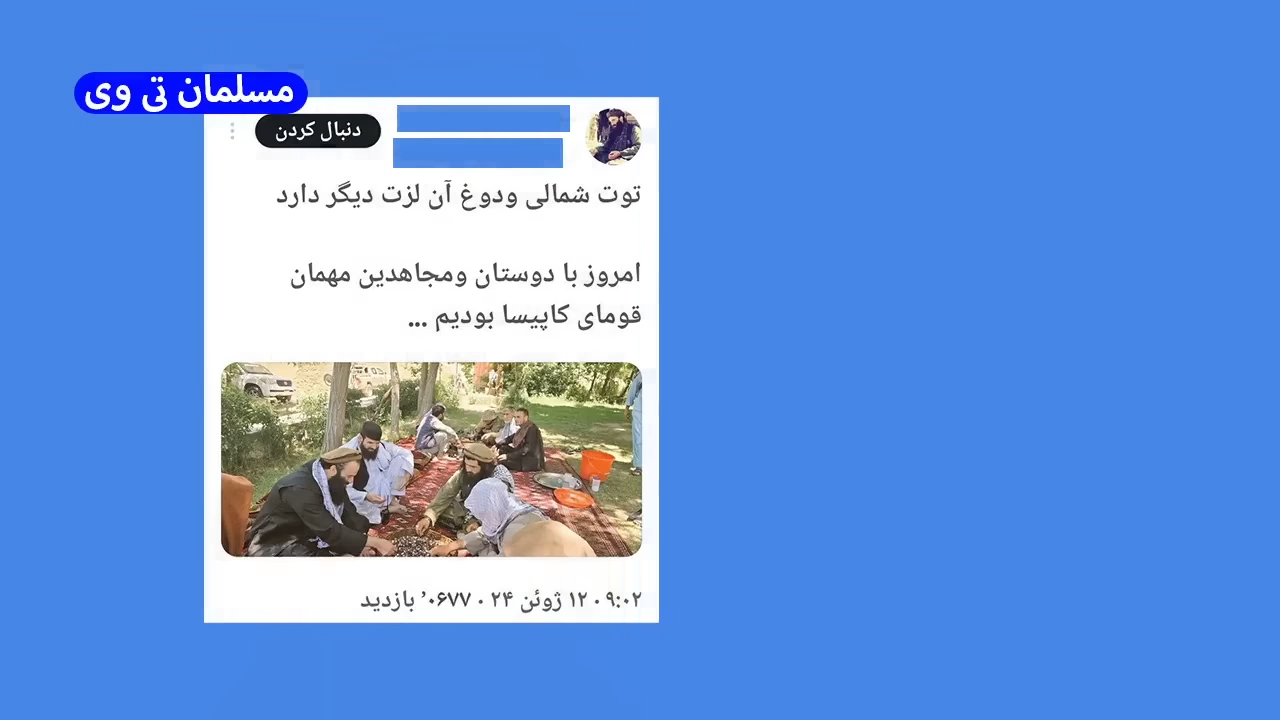 مسلمان تی وی
دنبال کردن
توت شمالی ودوغ آن لزت دیگر دارد
امروز با دوستان ومجاهدین مهمان
قومای کاپیسا بودیم ...
۹:۰۲ · ۱۲ ژوئن ۲۴ · ۰۶۷۷٬ بازدید